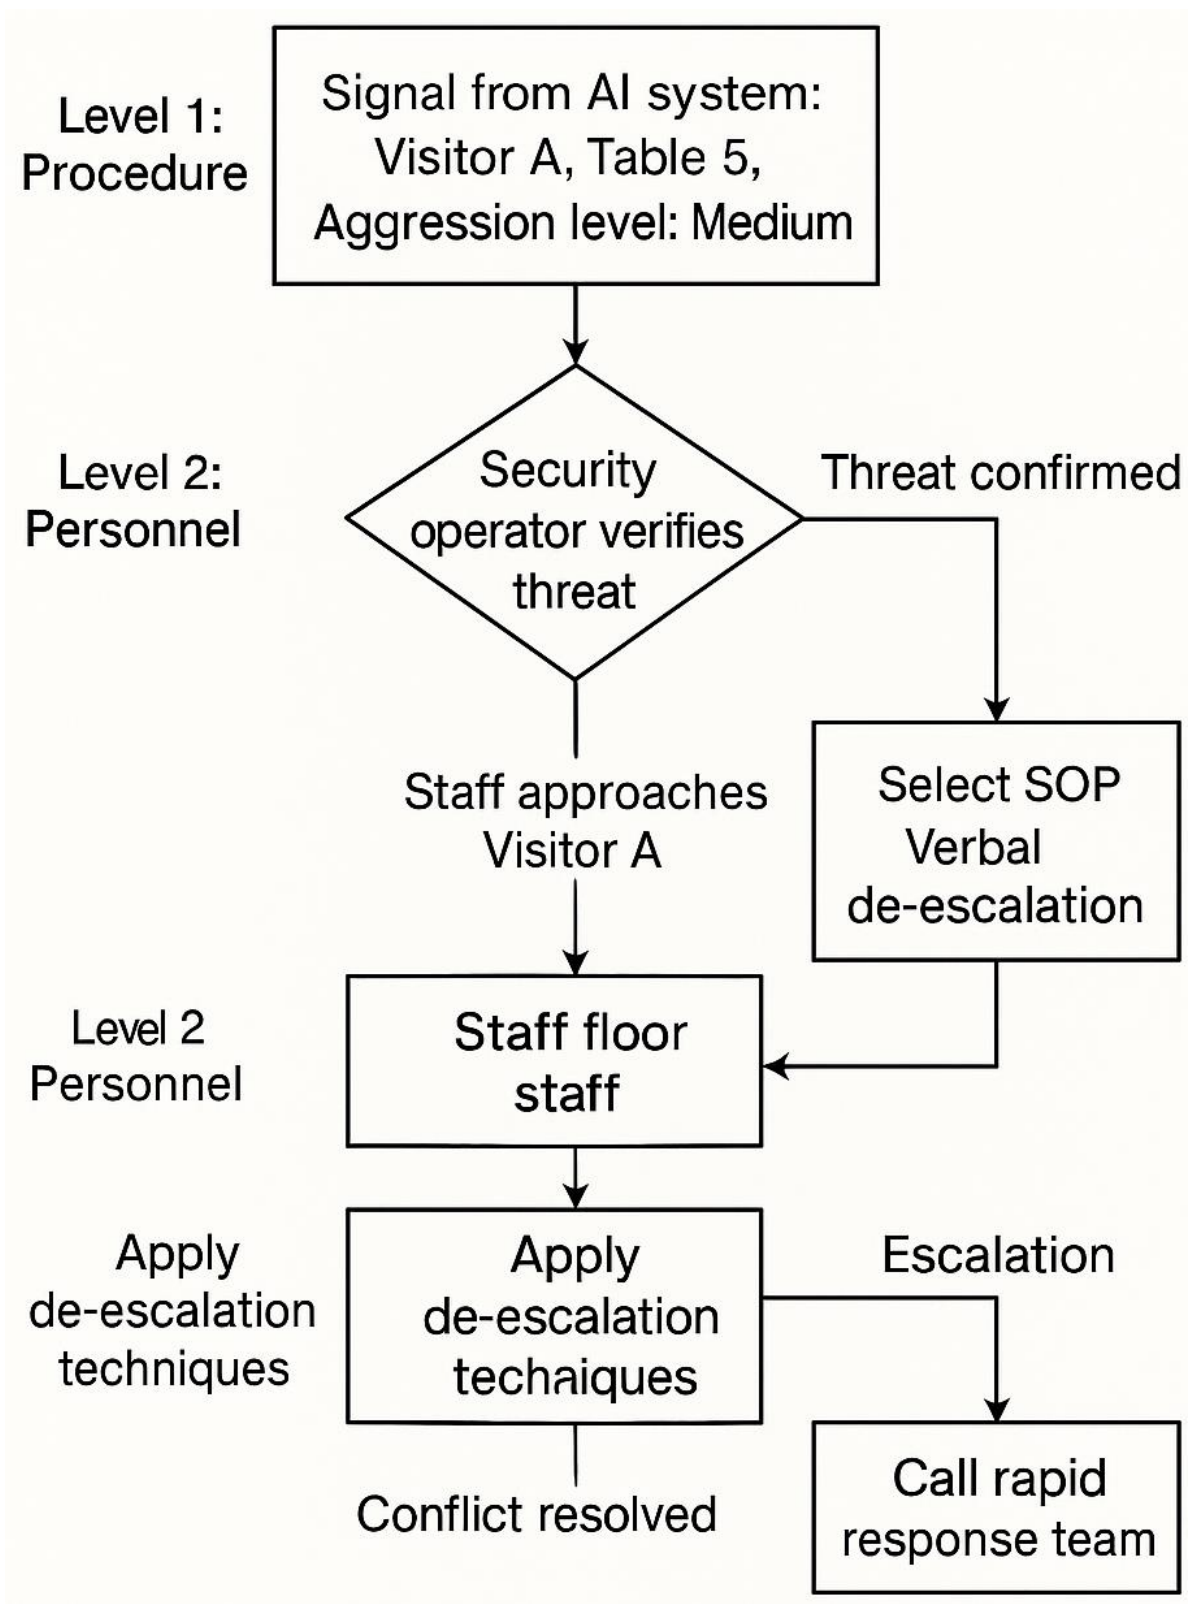 Level 1:
Procedure
Signal from AI system:
Visitor A, Table 5,
Aggression level: Medium
Level 2:
Personnel
Security
operator verifies
threat
Threat confirmed
Staff approaches
Visitor A
Select SOP
Verbal
de-escalation
Level 2
Personnel
Staff floor
staff
Apply
de-escalation
techniques
Apply
de-escalation
techaiques
Escalation
Conflict resolved
Call rapid
response team